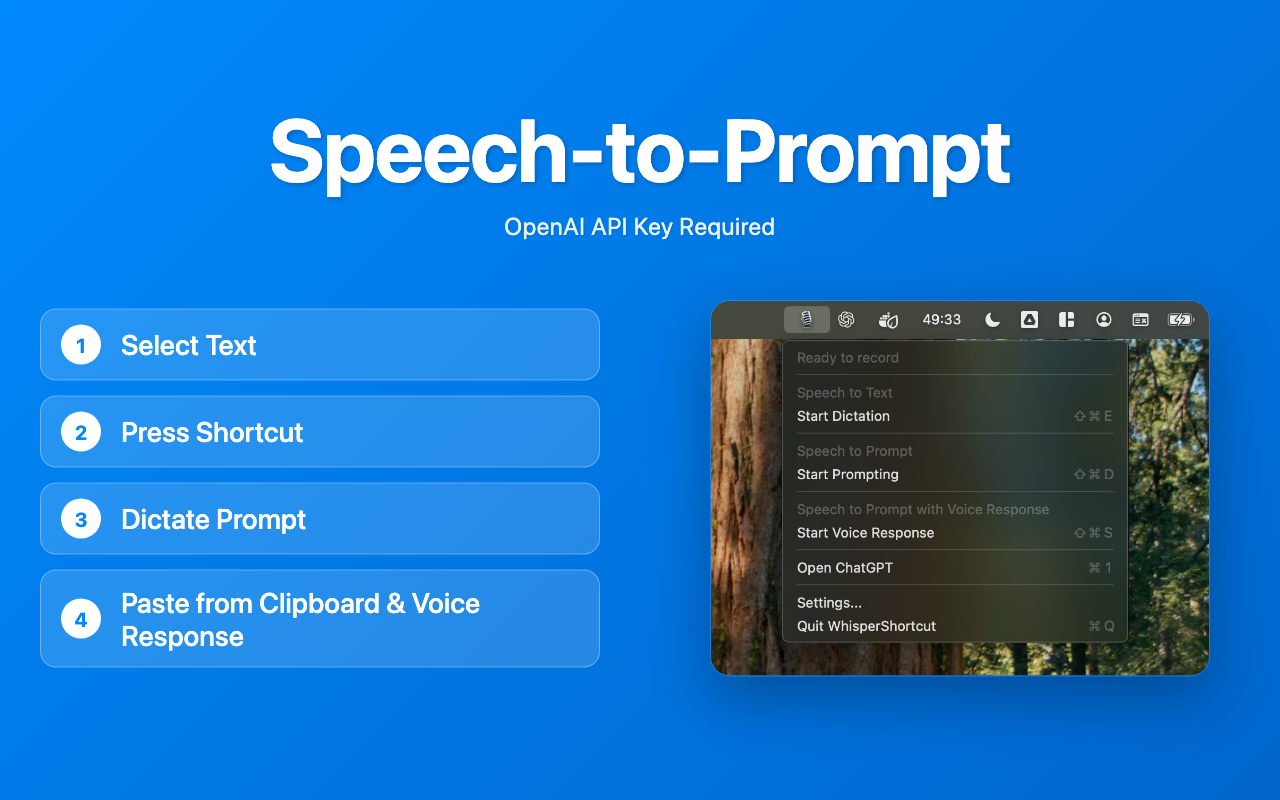 Speech-to-Prompt
OpenAI API Key Required
1 Select Text
2 Press Shortcut
3 Dictate Prompt
4 Paste from Clipboard & Voice
Response
49:33
Ready to record
Speech to Text
Start Dictation ⇧⌘E
Speech to Prompt
Start Prompting ⇧⌘D
Speech to Prompt with Voice Response
Start Voice Response ⇧⌘S
Open ChatGPT ⌘1
Settings...
Quit WhisperShortcut ⌘Q